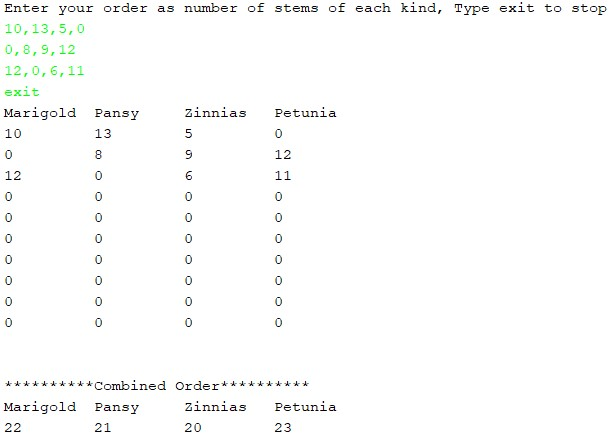 Enter your order as number of stems of each kind, Type exit to stop
10,13,5,0
0,8,9,12
12,0,6,11
exit
Marigold  Pansy     Zinnias   Petunia
10        13        5         0
0         8         9         12
12        0         6         11
0         0         0         0
0         0         0         0
0         0         0         0
0         0         0         0
0         0         0         0
0         0         0         0
0         0         0         0
**********Combined Order**********
Marigold  Pansy     Zinnias   Petunia
22        21        20        23